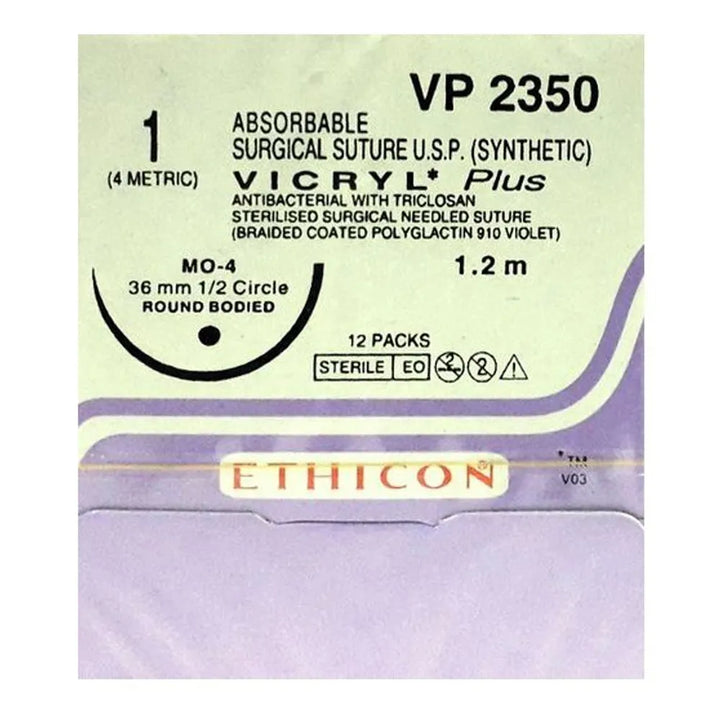 VP 2350
1
(4 METRIC)
ABSORBABLE
SURGICAL SUTURE U.S.P. (SYNTHETIC)
VICRYL* Plus
ANTIBACTERIAL WITH TRICLOSAN
STERILISED SURGICAL NEEDLED SUTURE
(BRAIDED COATED POLYGLACTIN 910 VIOLET)
MO-4
36 mm 1/2 Circle
ROUND BODIED
1.2 m
12 PACKS
STERILE EO 2 2
ETHICON®
*TM
V03